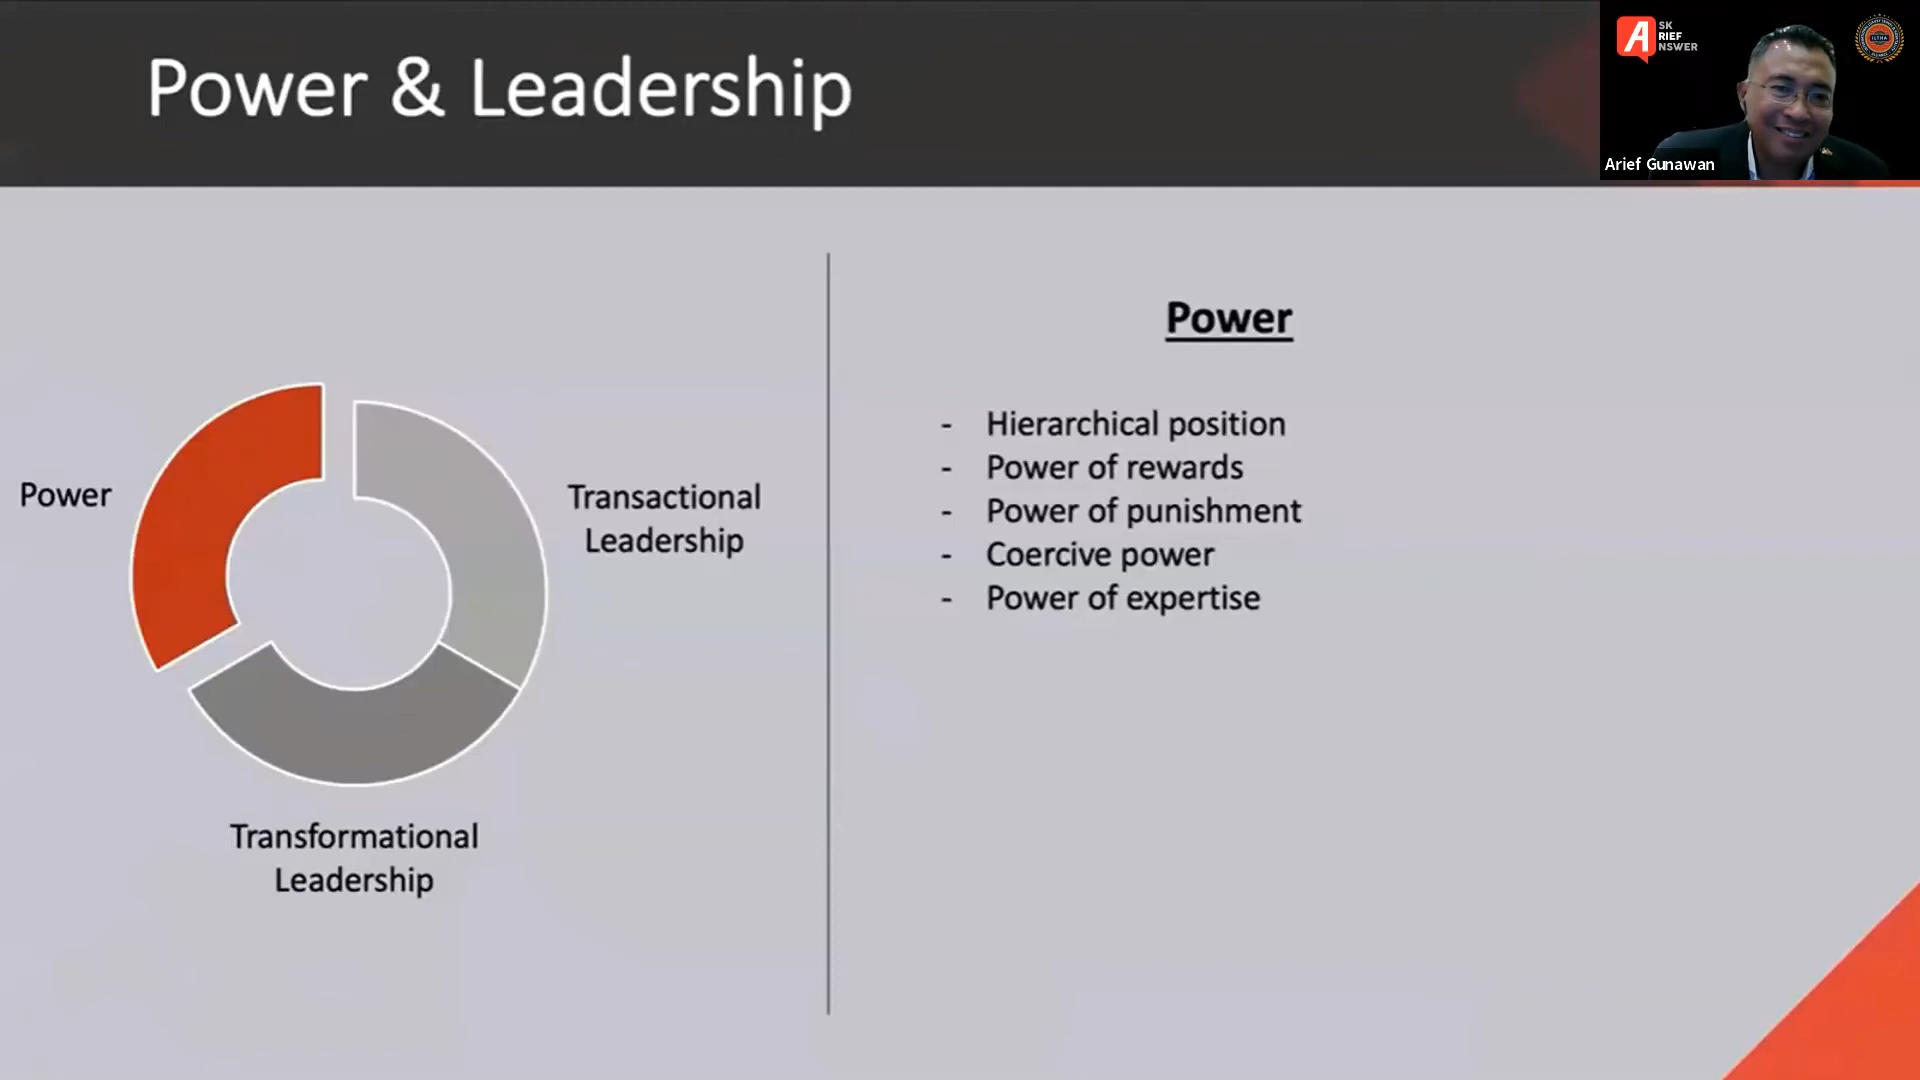 Power & Leadership
A
SK
RIEF
NSWER
ILTHA
Arief Gunawan
Power
Transactional
Leadership
Transformational
Leadership
Power
- Hierarchical position
- Power of rewards
- Power of punishment
- Coercive power
- Power of expertise